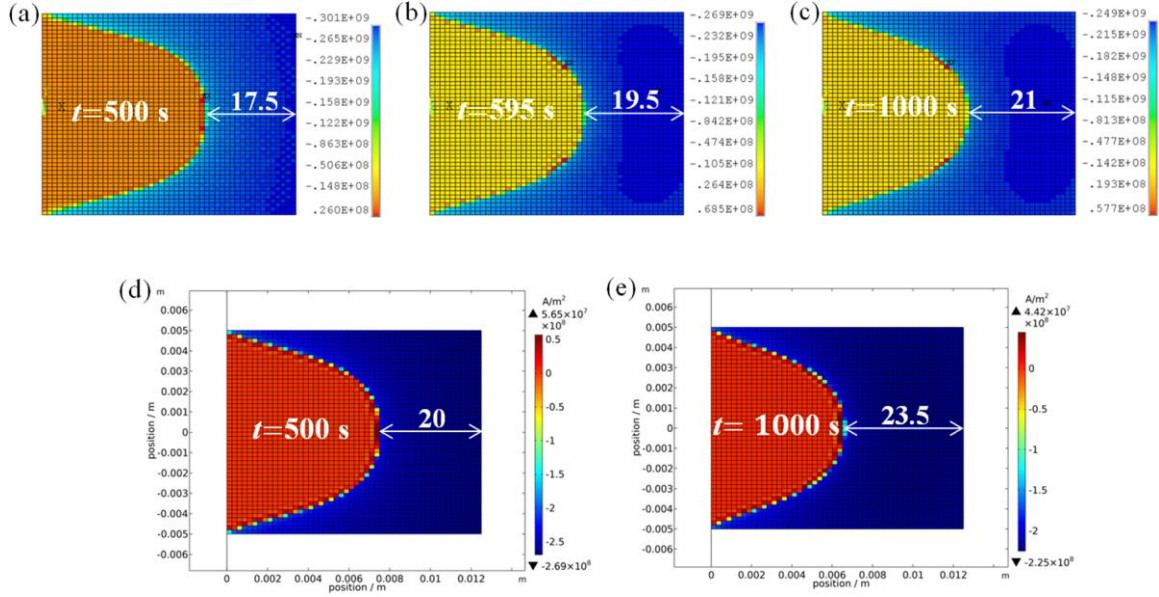 (a)
t=500 s
17.5
-.301E+09
-.265E+09
-.229E+09
-.193E+09
-.158E+09
-.122E+09
-.863E+08
-.506E+08
-.148E+08
.260E+08
(b)
t=595 s
19.5
-.269E+09
-.232E+09
-.195E+09
-.158E+09
-.121E+09
-.842E+08
-.474E+08
-.105E+08
.264E+08
.685E+08
(c)
t=1000 s
21
-.249E+09
-.215E+09
-.182E+09
-.148E+09
-.115E+09
-.813E+08
-.477E+08
-.142E+08
.193E+08
.577E+08
(d)
m
0.006
0.005
0.004
0.003
0.002
0.001
0
-0.001
-0.002
-0.003
-0.004
-0.005
-0.006
position / m
t=500 s
20
0 0.002 0.004 0.006 0.008 0.01 0.012 m
position / m
A/m²
▲ 5.65×10⁷
×10⁸
0.5
0
-0.5
-1
-1.5
-2
-2.5
▼ -2.69×10⁸
(e)
m
0.006
0.005
0.004
0.003
0.002
0.001
0
-0.001
-0.002
-0.003
-0.004
-0.005
-0.006
position / m
t= 1000 s
23.5
0 0.002 0.004 0.006 0.008 0.01 0.012 m
position / m
A/m²
▲ 4.42×10⁷
×10⁸
0
-0.5
-1
-1.5
-2
▼ -2.25×10⁸